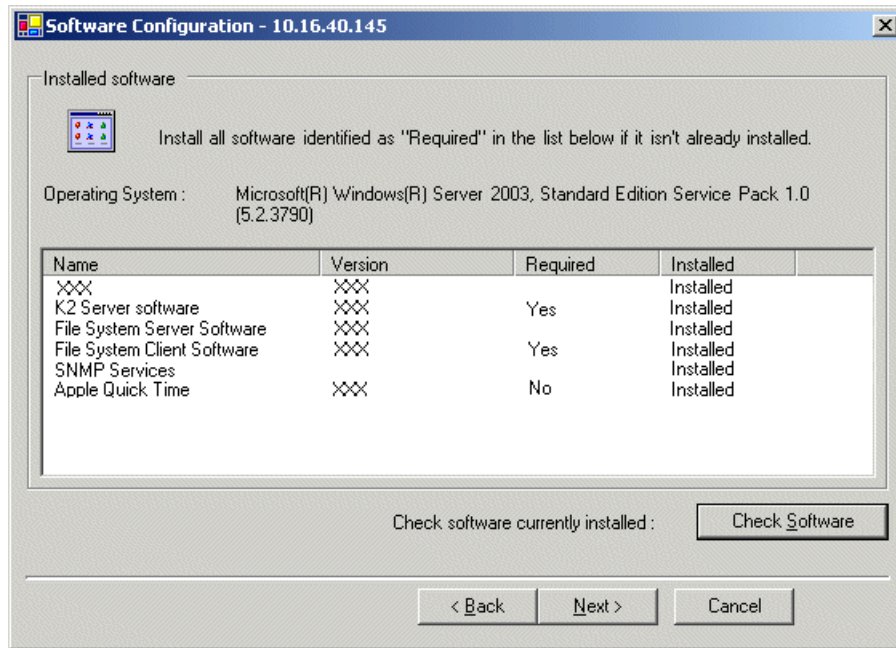 Software Configuration - 10.16.40.145
Installed software
Install all software identified as "Required" in the list below if it isn't already installed.
Operating System : Microsoft(R) Windows(R) Server 2003, Standard Edition Service Pack 1.0
(5.2.3790)
Name Version Required Installed
XXX XXX Installed
K2 Server software XXX Yes Installed
File System Server Software XXX Installed
File System Client Software XXX Yes Installed
SNMP Services Installed
Apple Quick Time XXX No Installed
Check software currently installed : Check Software
< Back Next > Cancel